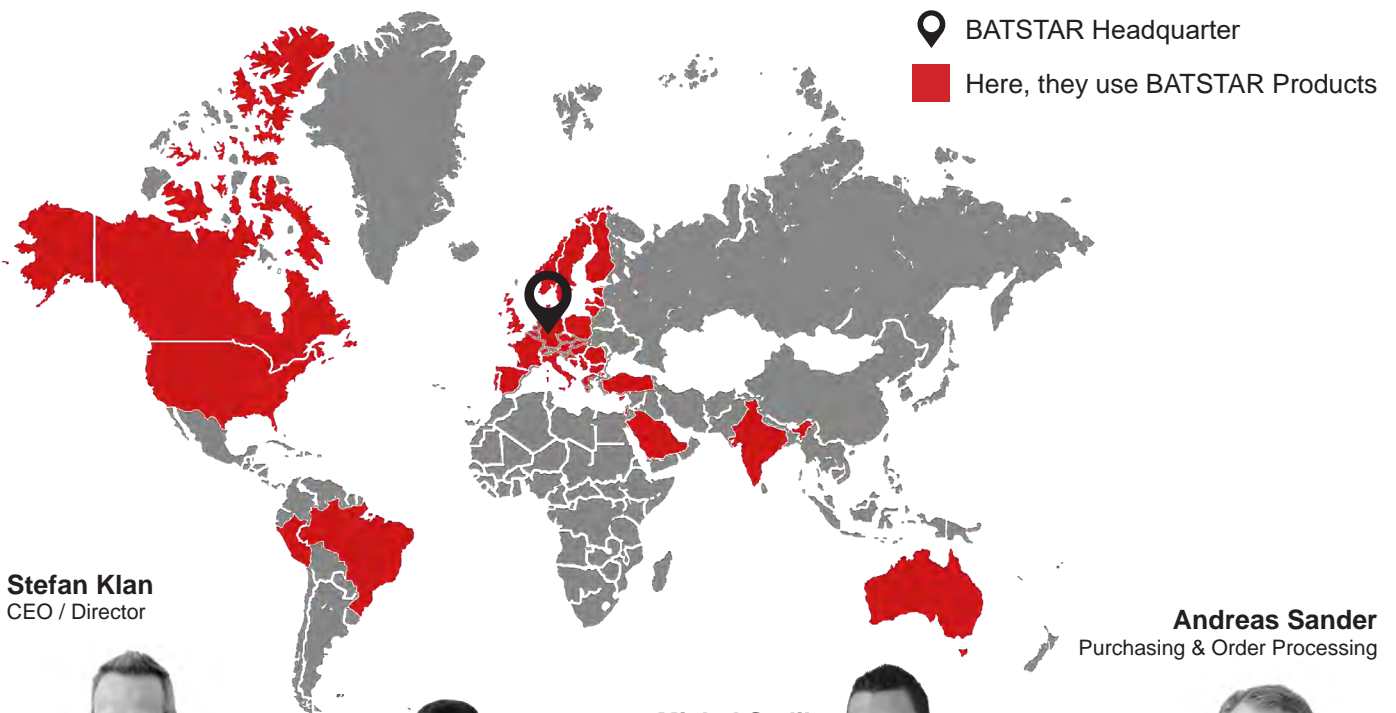 BATSTAR Headquarter
Here, they use BATSTAR Products
Stefan Klan
CEO / Director
Andreas Sander
Purchasing & Order Processing